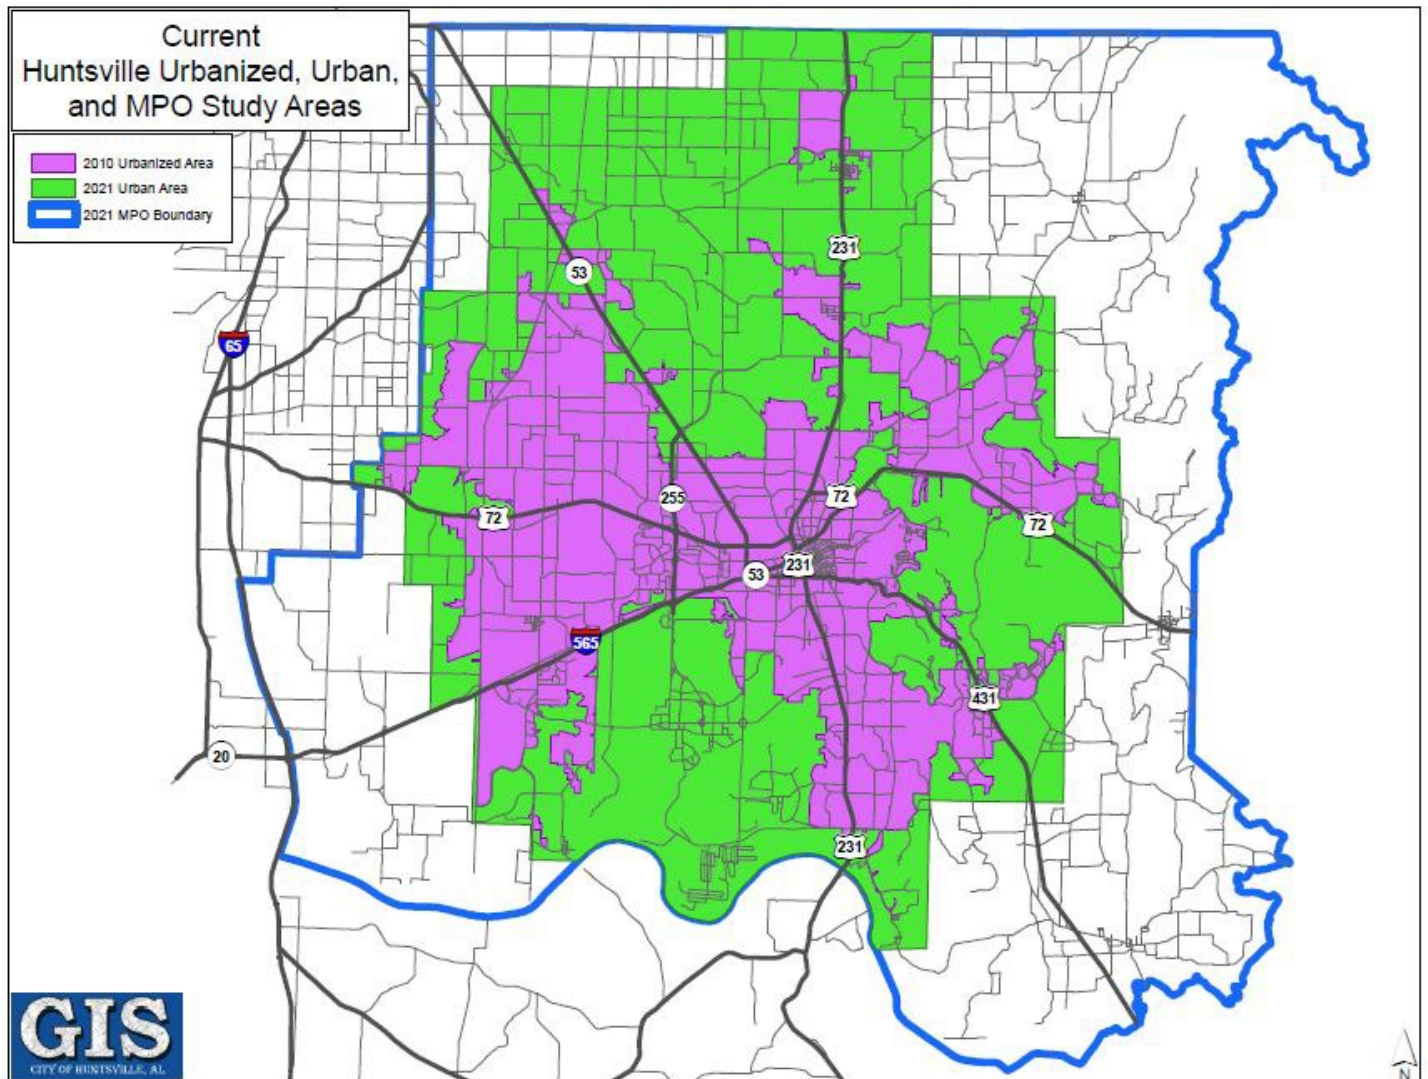 Current
Huntsville Urbanized, Urban,
and MPO Study Areas
2010 Urbanized Area
2021 Urban Area
2021 MPO Boundary
231
53
65
255
72
72
72
231
53
565
431
20
231
GIS
CITY OF HUNTSVILLE, AL
N